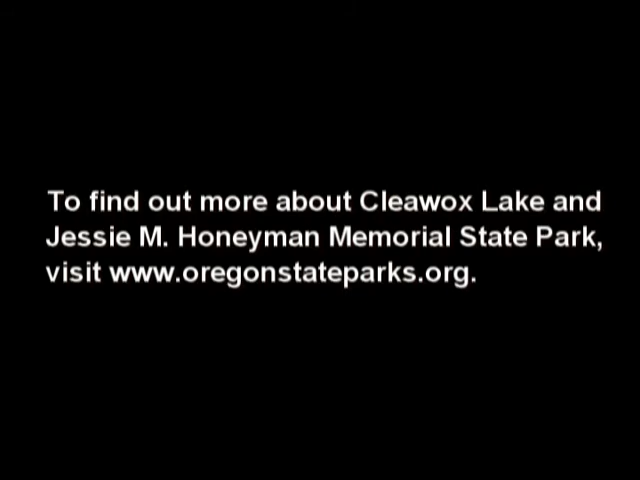 To find out more about Cleawox Lake and
Jessie M. Honeyman Memorial State Park,
visit www.oregonstateparks.org.